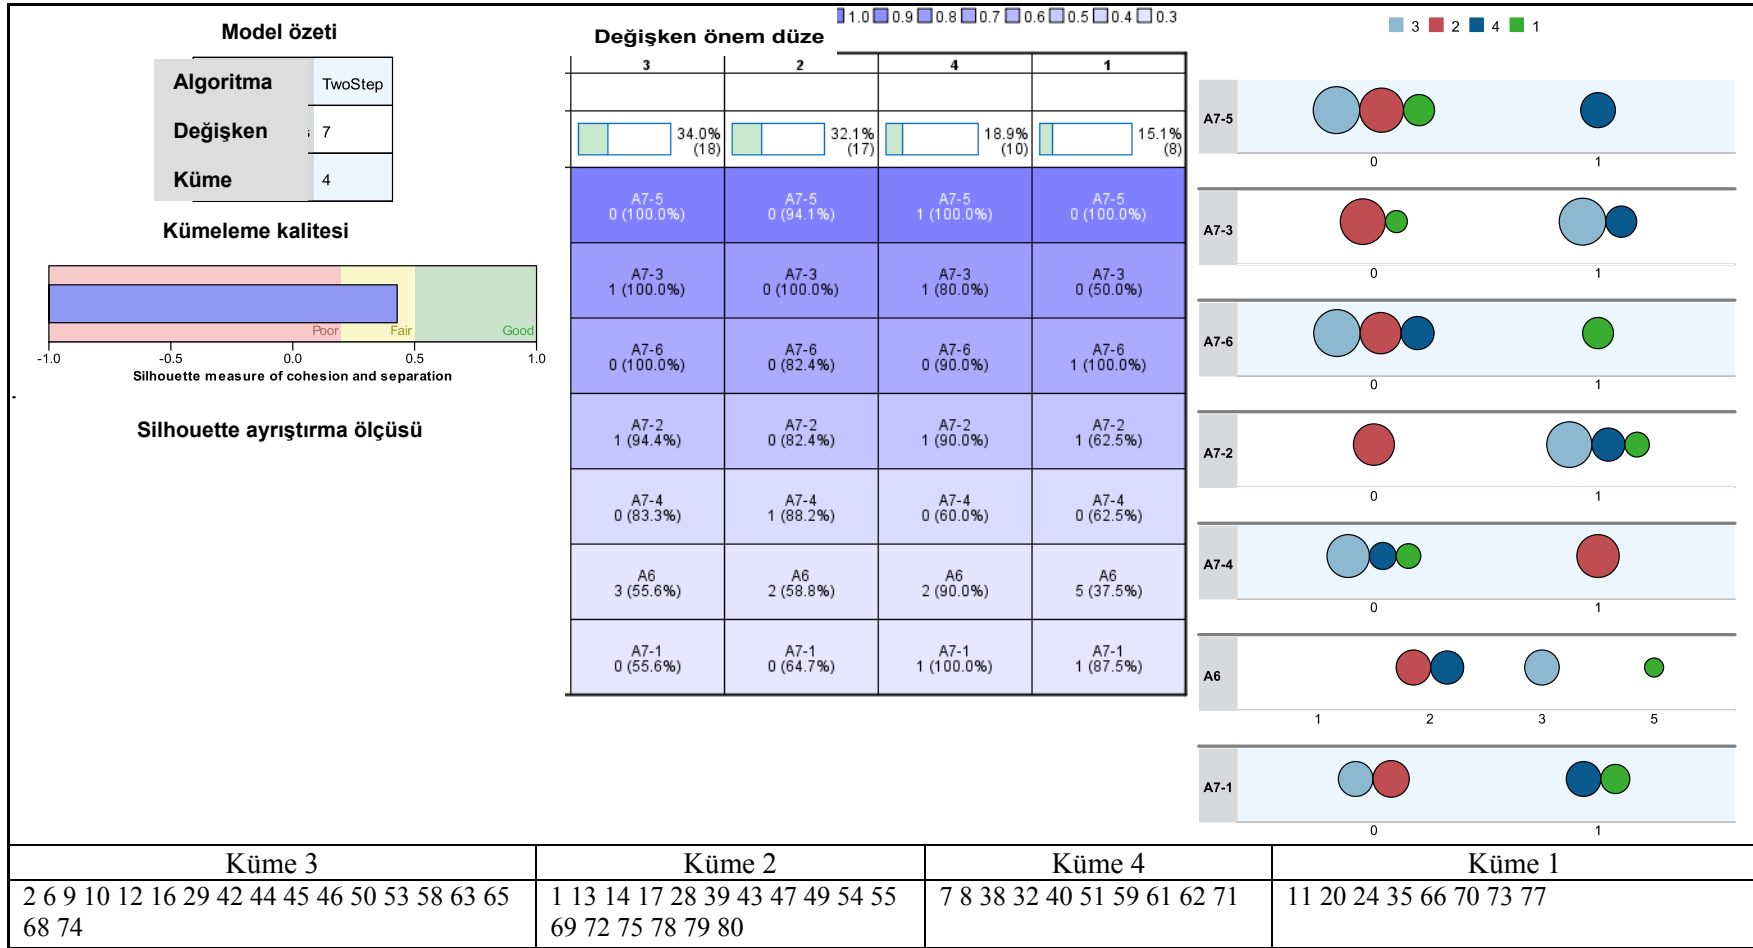 Model özeti
Algoritma TwoStep
Değişken 7
Küme 4
Kümeleme kalitesi
Poor Fair Good
-1.0 -0.5 0.0 0.5 1.0
Silhouette measure of cohesion and separation
Silhouette ayrıştırma ölçüsü
1.0 0.9 0.8 0.7 0.6 0.5 0.4 0.3
Değişken önem düze
3 2 4 1
34.0% 32.1% 18.9% 15.1%
(18) (17) (10) (8)
A7-5 A7-5 A7-5 A7-5
0 (100.0%) 0 (94.1%) 1 (100.0%) 0 (100.0%)
A7-3 A7-3 A7-3 A7-3
1 (100.0%) 0 (100.0%) 1 (80.0%) 0 (50.0%)
A7-6 A7-6 A7-6 A7-6
0 (100.0%) 0 (82.4%) 0 (90.0%) 1 (100.0%)
A7-2 A7-2 A7-2 A7-2
1 (94.4%) 0 (82.4%) 1 (90.0%) 1 (62.5%)
A7-4 A7-4 A7-4 A7-4
0 (83.3%) 1 (88.2%) 0 (60.0%) 0 (62.5%)
A6 A6 A6 A6
3 (55.6%) 2 (58.8%) 2 (90.0%) 5 (37.5%)
A7-1 A7-1 A7-1 A7-1
0 (55.6%) 0 (64.7%) 1 (100.0%) 1 (87.5%)
3 2 4 1
A7-5
0 1
A7-3
0 1
A7-6
0 1
A7-2
0 1
A7-4
0 1
A6
1 2 3 5
A7-1
0 1
Küme 3 Küme 2 Küme 4 Küme 1
2 6 9 10 12 16 29 42 44 45 46 50 53 58 63 65 1 13 14 17 28 39 43 47 49 54 55 7 8 38 32 40 51 59 61 62 71 11 20 24 35 66 70 73 77
68 74 69 72 75 78 79 80